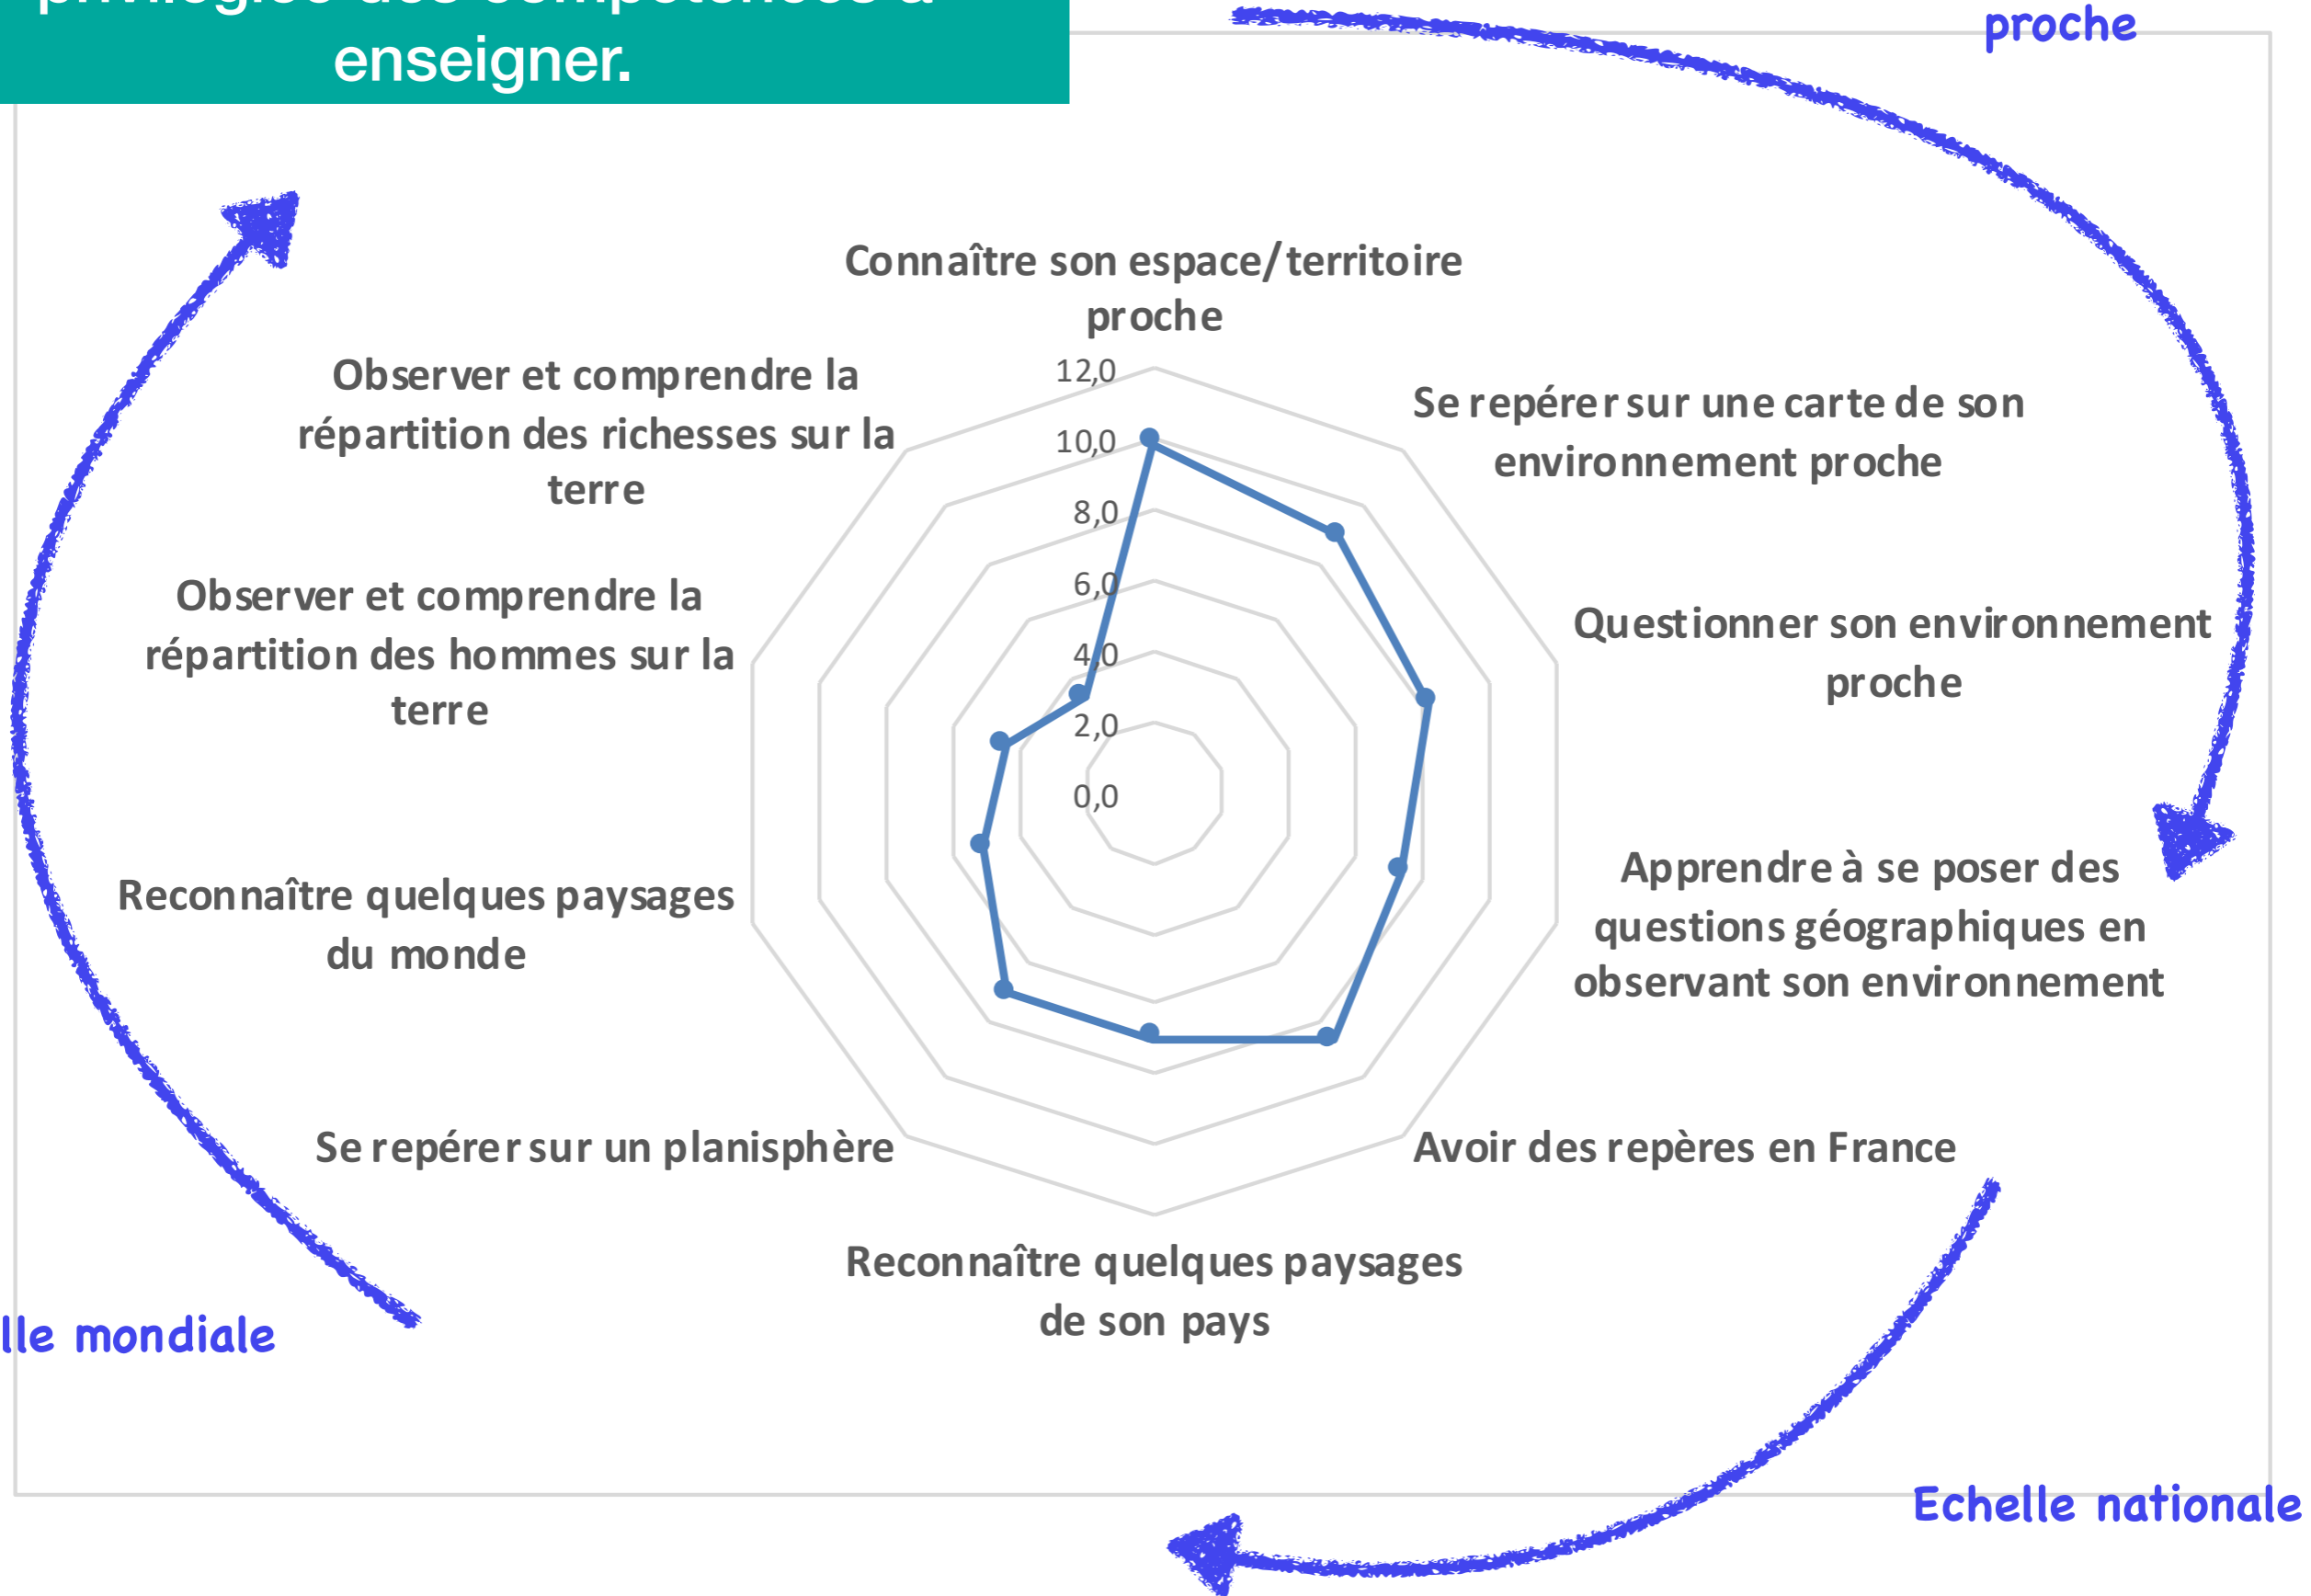 privilégiée des compétences à
enseigner.
proche
Connaître son espace/territoire
proche
12,0
10,0
8,0
6,0
4,0
2,0
0,0
Se repérer sur une carte de son
environnement proche
Questionner son environnement
proche
Apprendre à se poser des
questions géographiques en
observant son environnement
Avoir des repères en France
Reconnaître quelques paysages
de son pays
Se repérer sur un planisphère
Reconnaître quelques paysages
du monde
Observer et comprendre la
répartition des hommes sur la
terre
Observer et comprendre la
répartition des richesses sur la
terre
lle mondiale
Echelle nationale